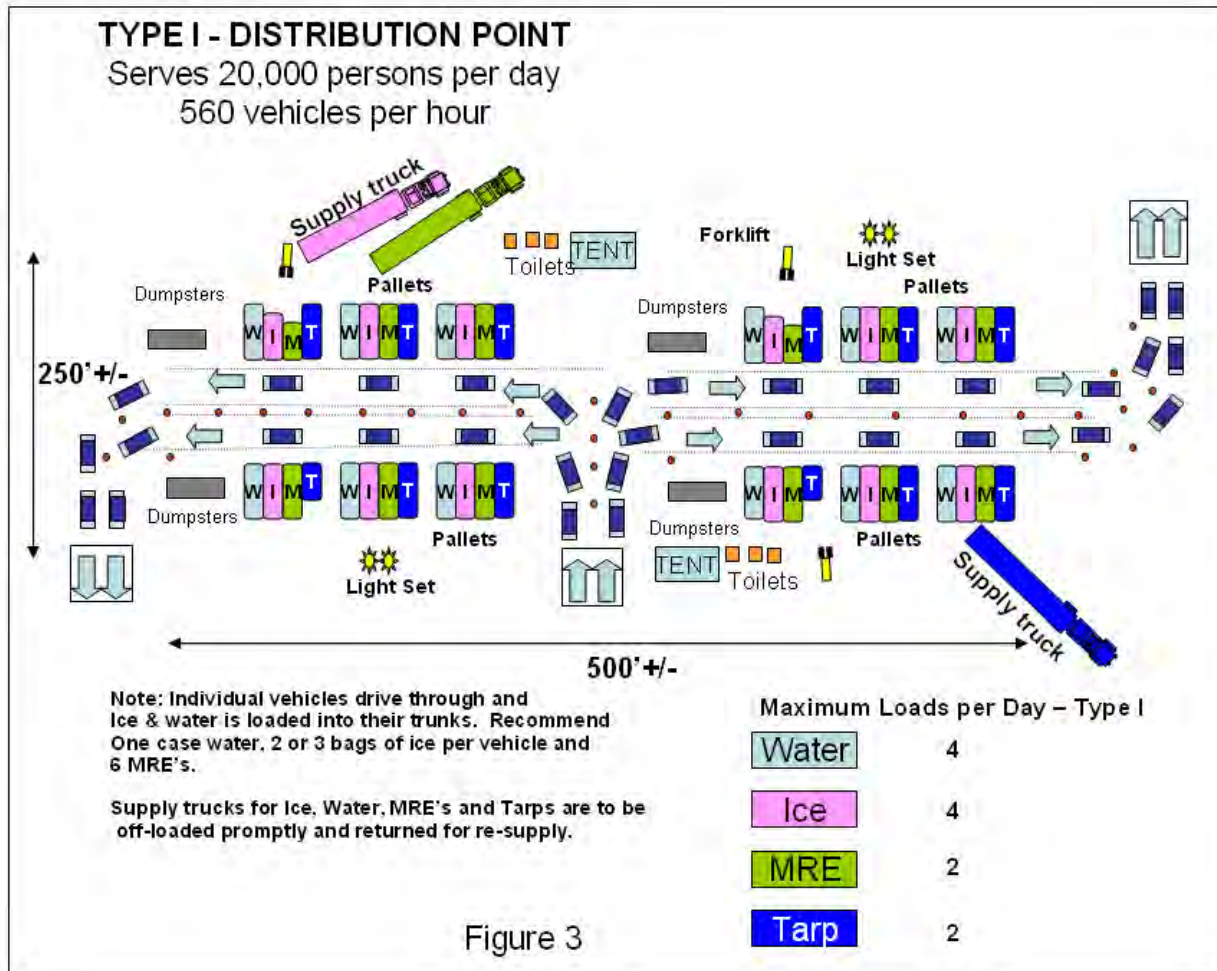 TYPE I - DISTRIBUTION POINT
Serves 20,000 persons per day
560 vehicles per hour
Supply truck
Toilets
TENT
Forklift
Light Set
Dumpsters
Pallets
Dumpsters
Pallets
W I M T
W I M T
W I M T
W I M T
W I M T
W I M T
250'+/-
W I M T
W I M T
W I M T
W I M T
W I M T
W I M T
Dumpsters
Pallets
Dumpsters
Pallets
Light Set
TENT
Toilets
Supply truck
500'+/-
Note: Individual vehicles drive through and
Ice & water is loaded into their trunks. Recommend
One case water, 2 or 3 bags of ice per vehicle and
6 MRE's.
Supply trucks for Ice, Water, MRE's and Tarps are to be
off-loaded promptly and returned for re-supply.
Maximum Loads per Day – Type I
Water 4
Ice 4
MRE 2
Tarp 2
Figure 3